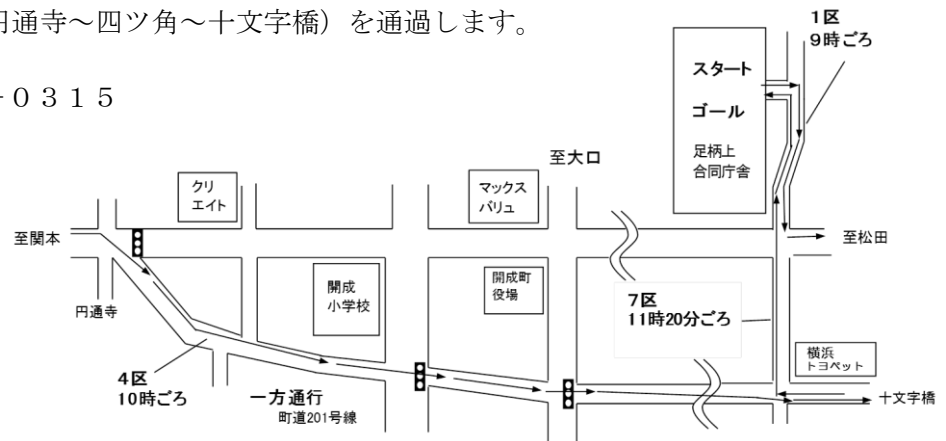 円通寺～四ツ角～十文字橋）を通過します。
-０３１５
1区
9時ごろ
スタート
ゴール
足柄上
合同庁舎
至大口
クリ
エイト
マックス
バリュ
至関本
至松田
開成
小学校
開成町
役場
円通寺
7区
11時20分ごろ
横浜
トヨペット
4区
10時ごろ
一方通行
町道201号線
十文字橋